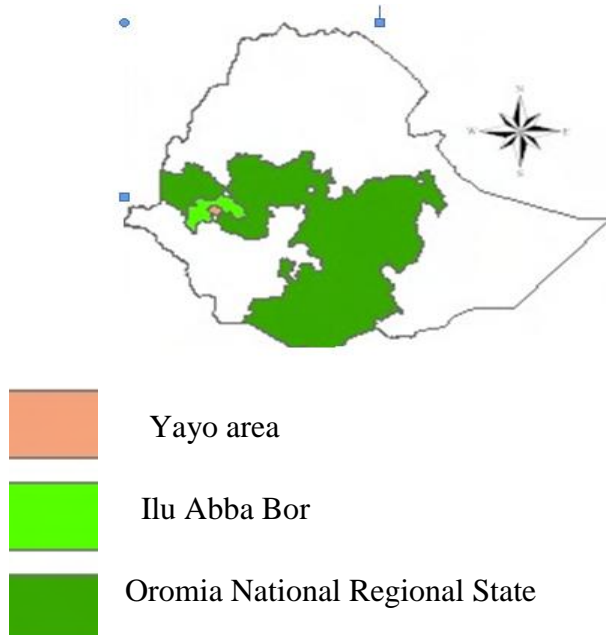 N
W E
S
Yayo area
Ilu Abba Bor
Oromia National Regional State